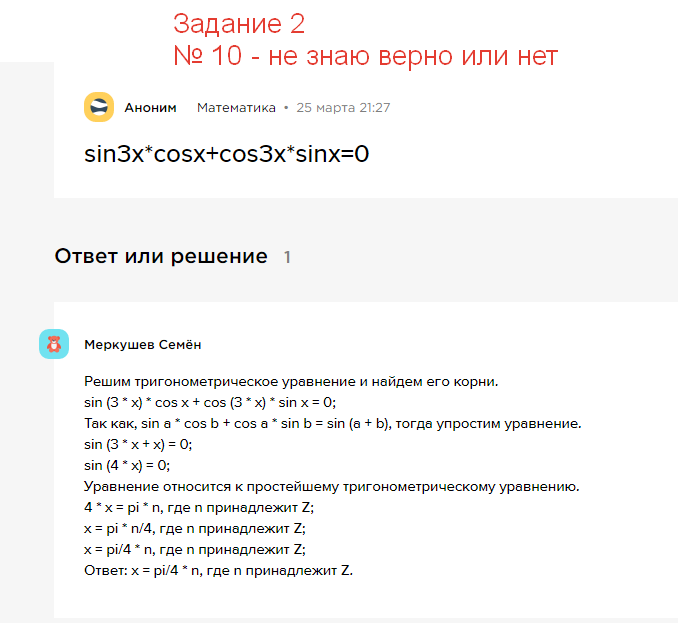 Задание 2
№ 10 - не знаю верно или нет
Аноним Математика • 25 марта 21:27
sin3x*cosx+cos3x*sinx=0
Ответ или решение 1
Меркушев Семён
Решим тригонометрическое уравнение и найдем его корни.
sin (3 * x) * cos x + cos (3 * x) * sin x = 0;
Так как, sin a * cos b + cos a * sin b = sin (a + b), тогда упростим уравнение.
sin (3 * x + x) = 0;
sin (4 * x) = 0;
Уравнение относится к простейшему тригонометрическому уравнению.
4 * x = pi * n, где n принадлежит Z;
x = pi * n/4, где n принадлежит Z;
x = pi/4 * n, где n принадлежит Z;
Ответ: x = pi/4 * n, где n принадлежит Z.